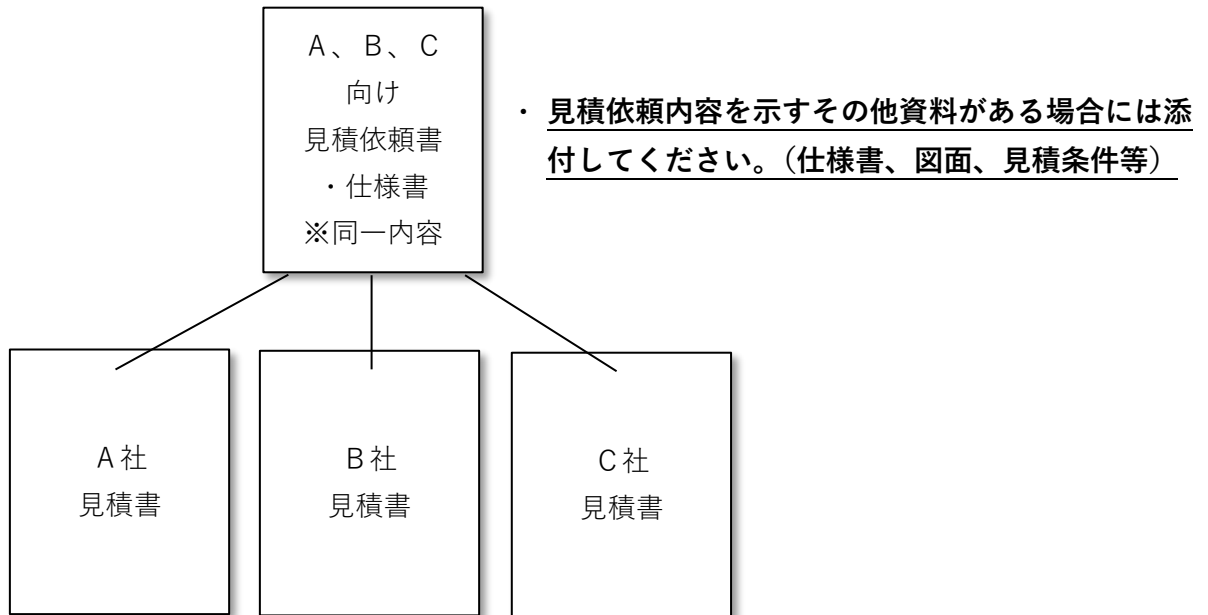 A、B、C
向け
見積依頼書
・仕様書
※同一内容
・ 見積依頼内容を示すその他資料がある場合には添
付してください。（仕様書、図面、見積条件等）
A社
見積書
B社
見積書
C社
見積書